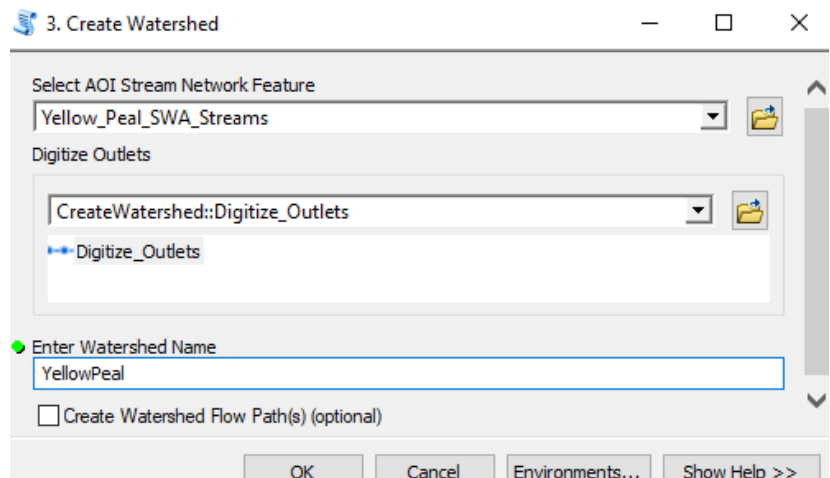 3. Create Watershed
Select AOI Stream Network Feature
Yellow_Peal_SWA_Streams
Digitize Outlets
CreateWatershed::Digitize_Outlets
Digitize_Outlets
Enter Watershed Name
YellowPeal
Create Watershed Flow Path(s) (optional)
OK Cancel Environments... Show Help >>